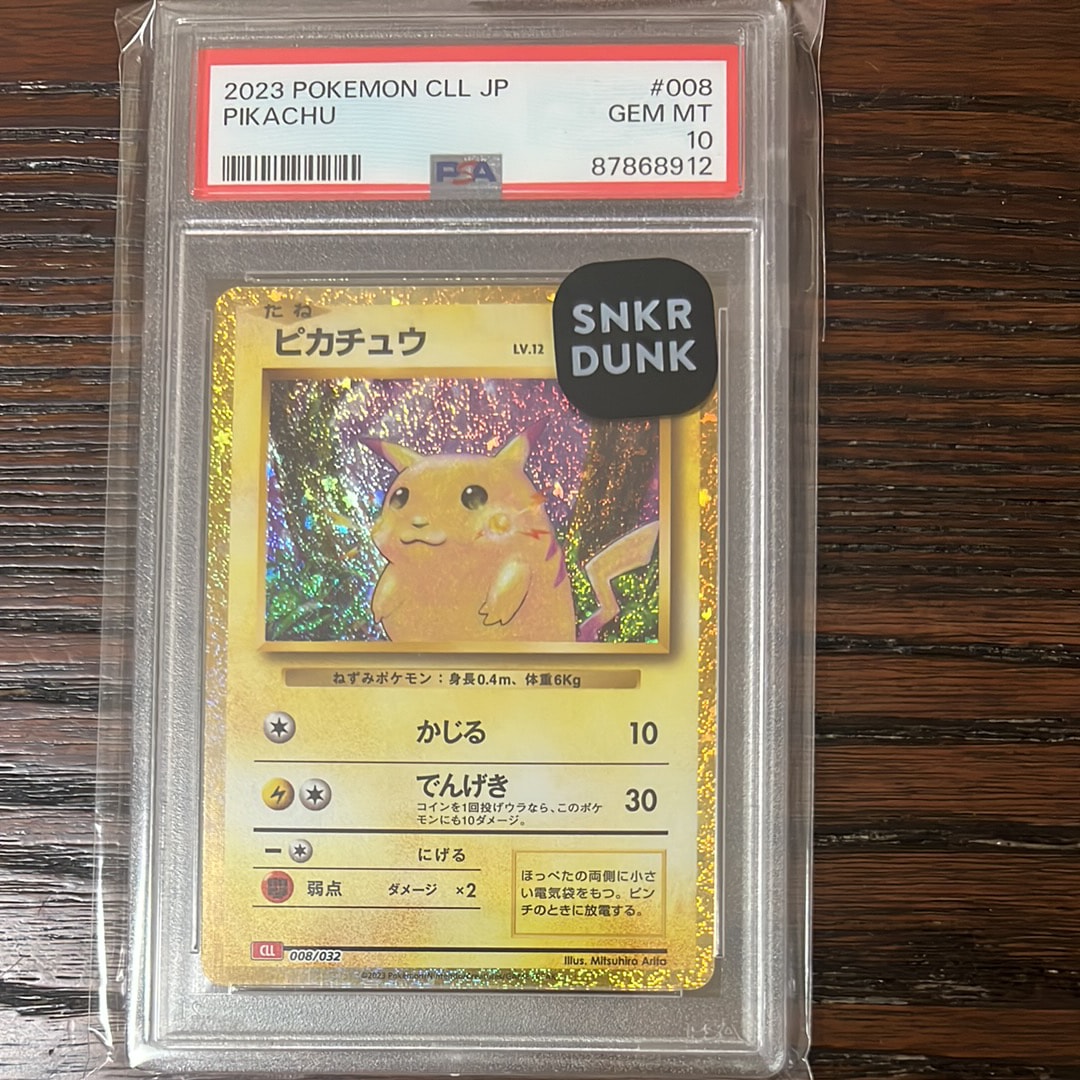 2023 POKEMON CLL JP
#008
PIKACHU
GEM MT
10
87868912
PSA
たね
ピカチュウ
LV.12
SNKR
DUNK
ねずみポケモン：身長0.4m、体重6Kg
かじる
10
でんげき
30
コインを1回投げウラなら、このポケ
モンにも10ダメージ。
にげる
弱点 ダメージ ×2
ほっぺたの両側に小さ
い電気袋をもつ。ピン
チのときに放電する。
CLL 008/032
Illus. Mitsuhiro Arita
©2023 Pokémon/Nintendo/Creatures/GAME FREAK